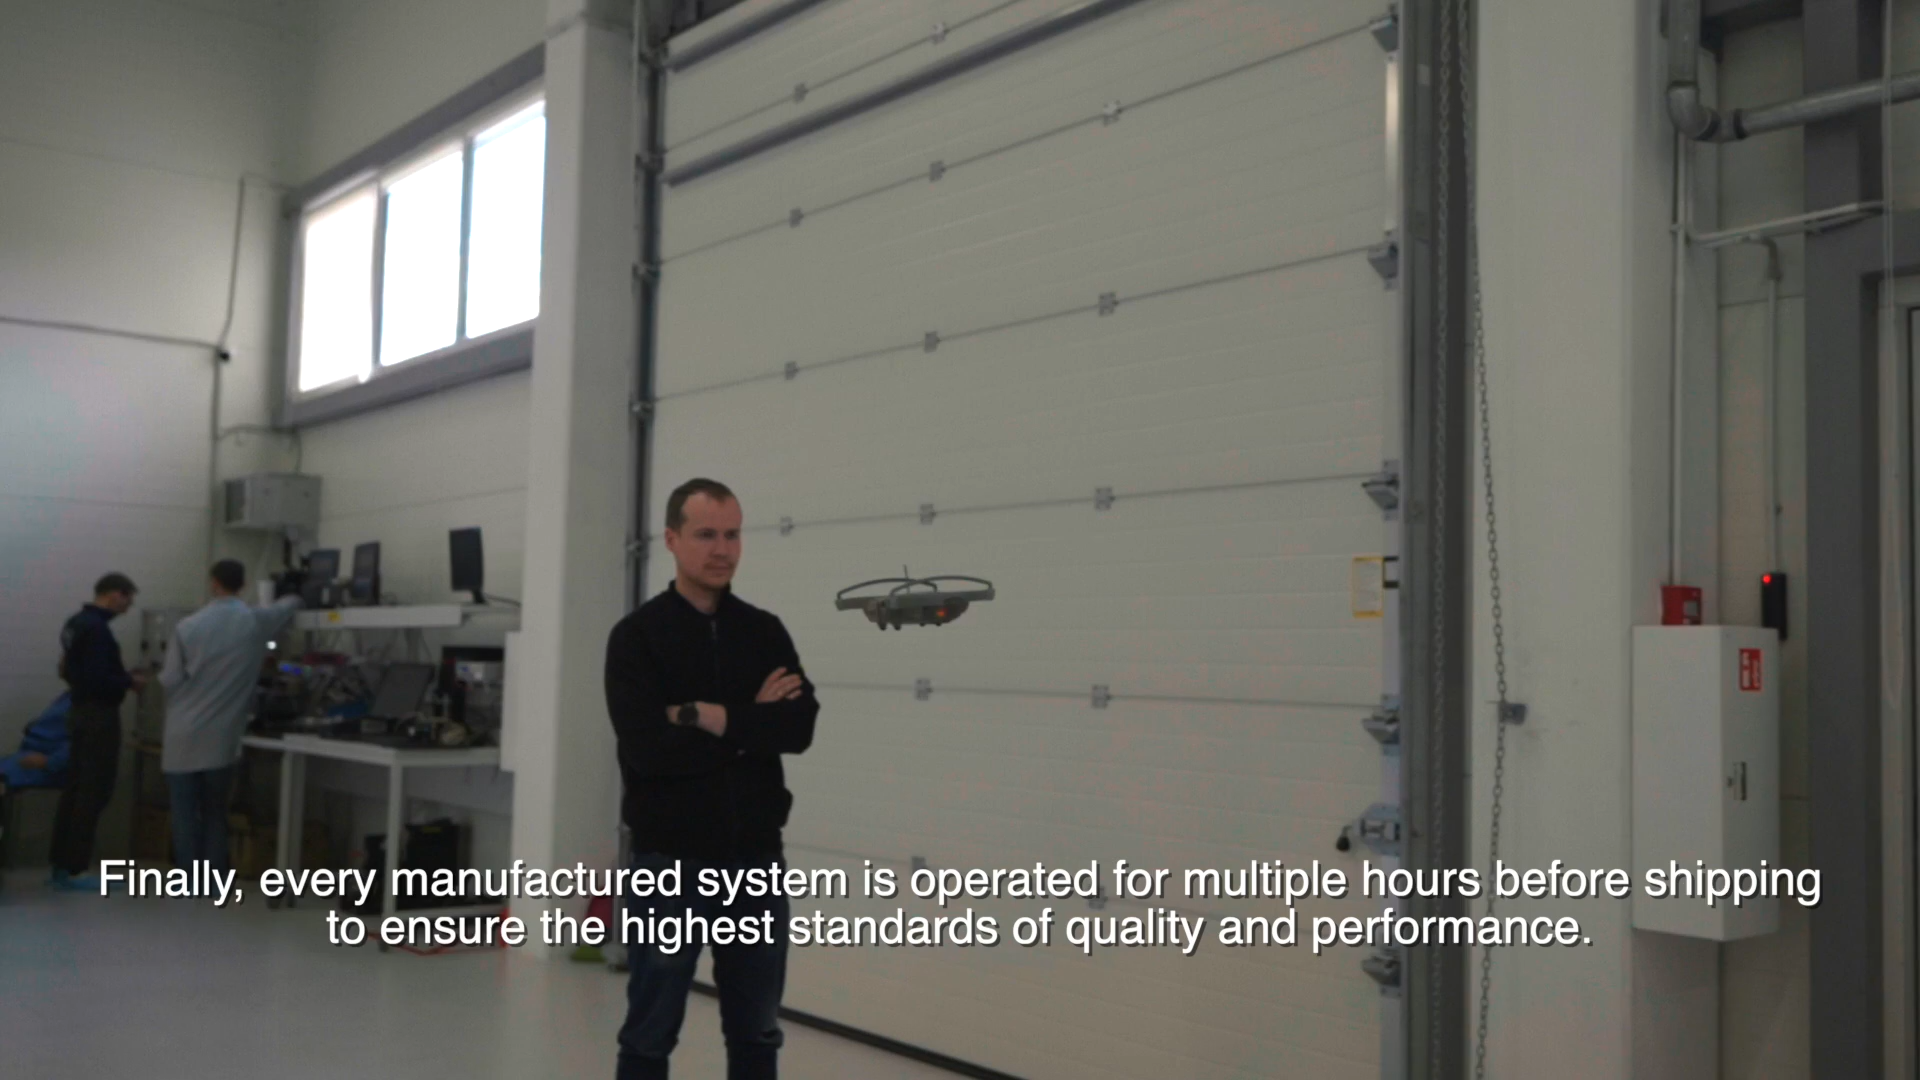 Finally, every manufactured system is operated for multiple hours before shipping
to ensure the highest standards of quality and performance.